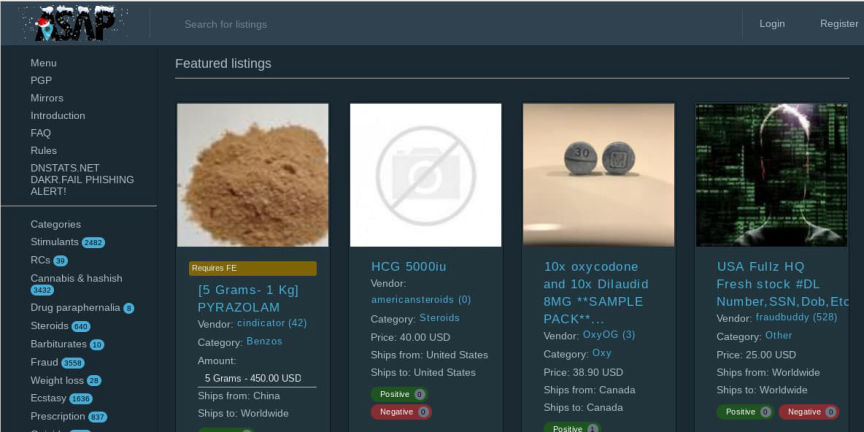 ASAP
Search for listings
Login
Register
Menu
PGP
Mirrors
Introduction
FAQ
Rules
DNSTATS.NET
DAKR.FAIL PHISHING
ALERT!
Categories
Stimulants 2482
RCs 39
Cannabis & hashish
3432
Drug paraphernalia 8
Steroids 640
Barbiturates 10
Fraud 3558
Weight loss 28
Ecstasy 1636
Prescription 837
Featured listings
Requires FE
[5 Grams- 1 Kg]
PYRAZOLAM
Vendor: cindicator (42)
Category: Benzos
Amount:
5 Grams - 450.00 USD
Ships from: China
Ships to: Worldwide
HCG 5000iu
Vendor:
americansteroids (0)
Category: Steroids
Price: 40.00 USD
Ships from: United States
Ships to: United States
Positive 0
Negative 0
30
M
10x oxycodone
and 10x Dilaudid
8MG **SAMPLE
PACK**...
Vendor: OxyOG (3)
Category: Oxy
Price: 38.90 USD
Ships from: Canada
Ships to: Canada
Positive 1
USA Fullz HQ
Fresh stock #DL
Number,SSN,Dob,Etc
Vendor: fraudbuddy (528)
Category: Other
Price: 25.00 USD
Ships from: Worldwide
Ships to: Worldwide
Positive 0
Negative 0